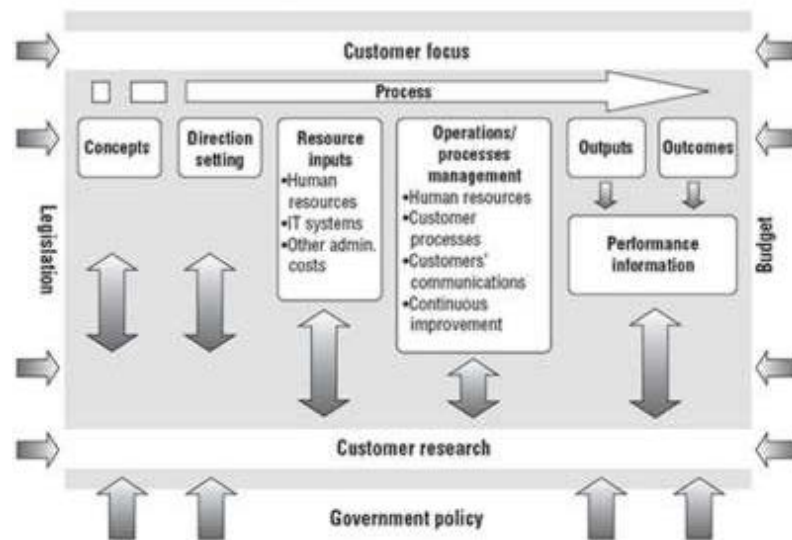 Customer focus
Process
Concepts
Direction
setting
Resource
inputs
•Human
resources
•IT systems
•Other admin.
costs
Operations/
processes
management
•Human resources
•Customer
processes
•Customers'
communications
•Continuous
improvement
Outputs
Outcomes
Performance
information
Legislation
Budget
Customer research
Government policy